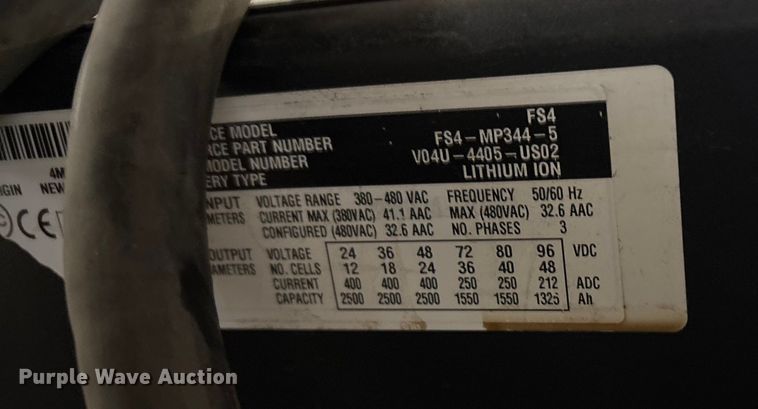 FS4
CE MODEL FS4-MP344-5
RCE PART NUMBER V04U-4405-US02
MODEL NUMBER LITHIUM ION
ERY TYPE
4M
IGIN NEW
CE
NPUT VOLTAGE RANGE 380-480 VAC FREQUENCY 50/60 Hz
METERS CURRENT MAX (380VAC) 41.1 AAC MAX (480VAC) 32.6 AAC
CONFIGURED (480VAC) 32.6 AAC NO. PHASES 3
OUTPUT VOLTAGE 24 36 48 72 80 96 VDC
AMETERS NO. CELLS 12 18 24 36 40 48
CURRENT 400 400 400 250 250 212 ADC
CAPACITY 2500 2500 2500 1550 1550 1326 Ah
Purple Wave Auction